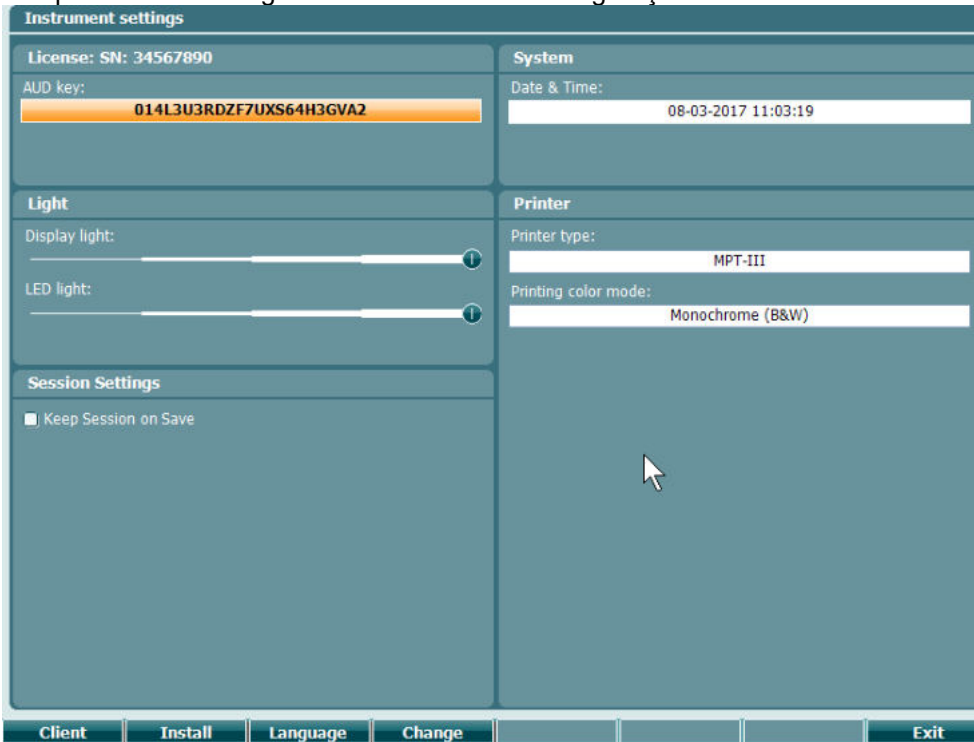 Instrument settings
License: SN: 34567890
AUD key:
014L3U3RDZF7UXS64H3GVA2
System
Date & Time:
08-03-2017 11:03:19
Light
Display light:
LED light:
Printer
Printer type:
MPT-III
Printing color mode:
Monochrome (B&W)
Session Settings
Keep Session on Save
Client Install Language Change Exit